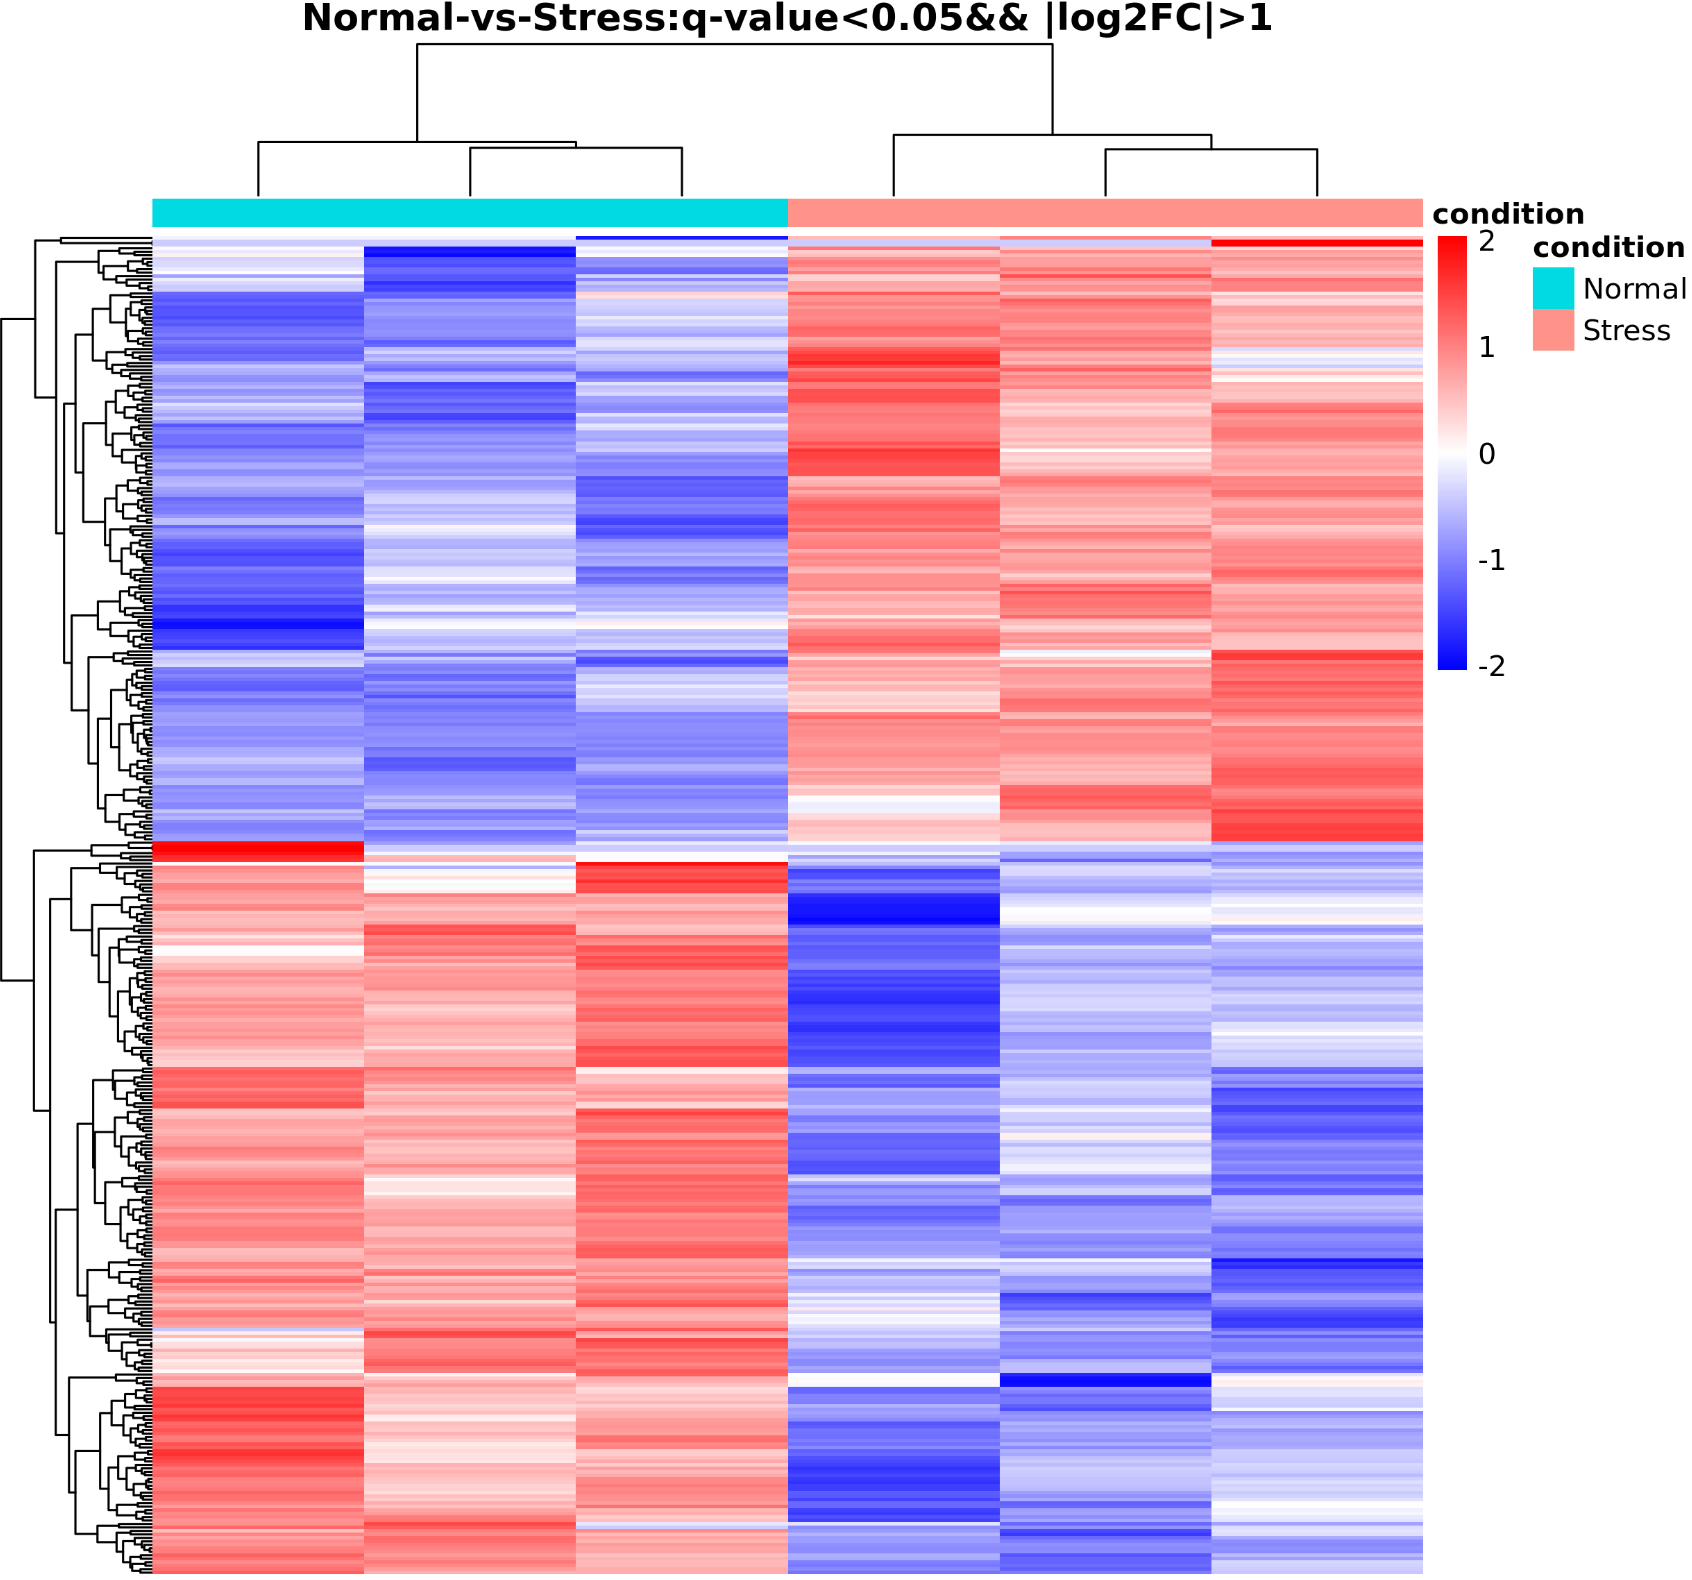 Normal-vs-Stress:q-value<0.05&& |log2FC|>1
condition
2
1
0
-1
-2
condition
Normal
Stress